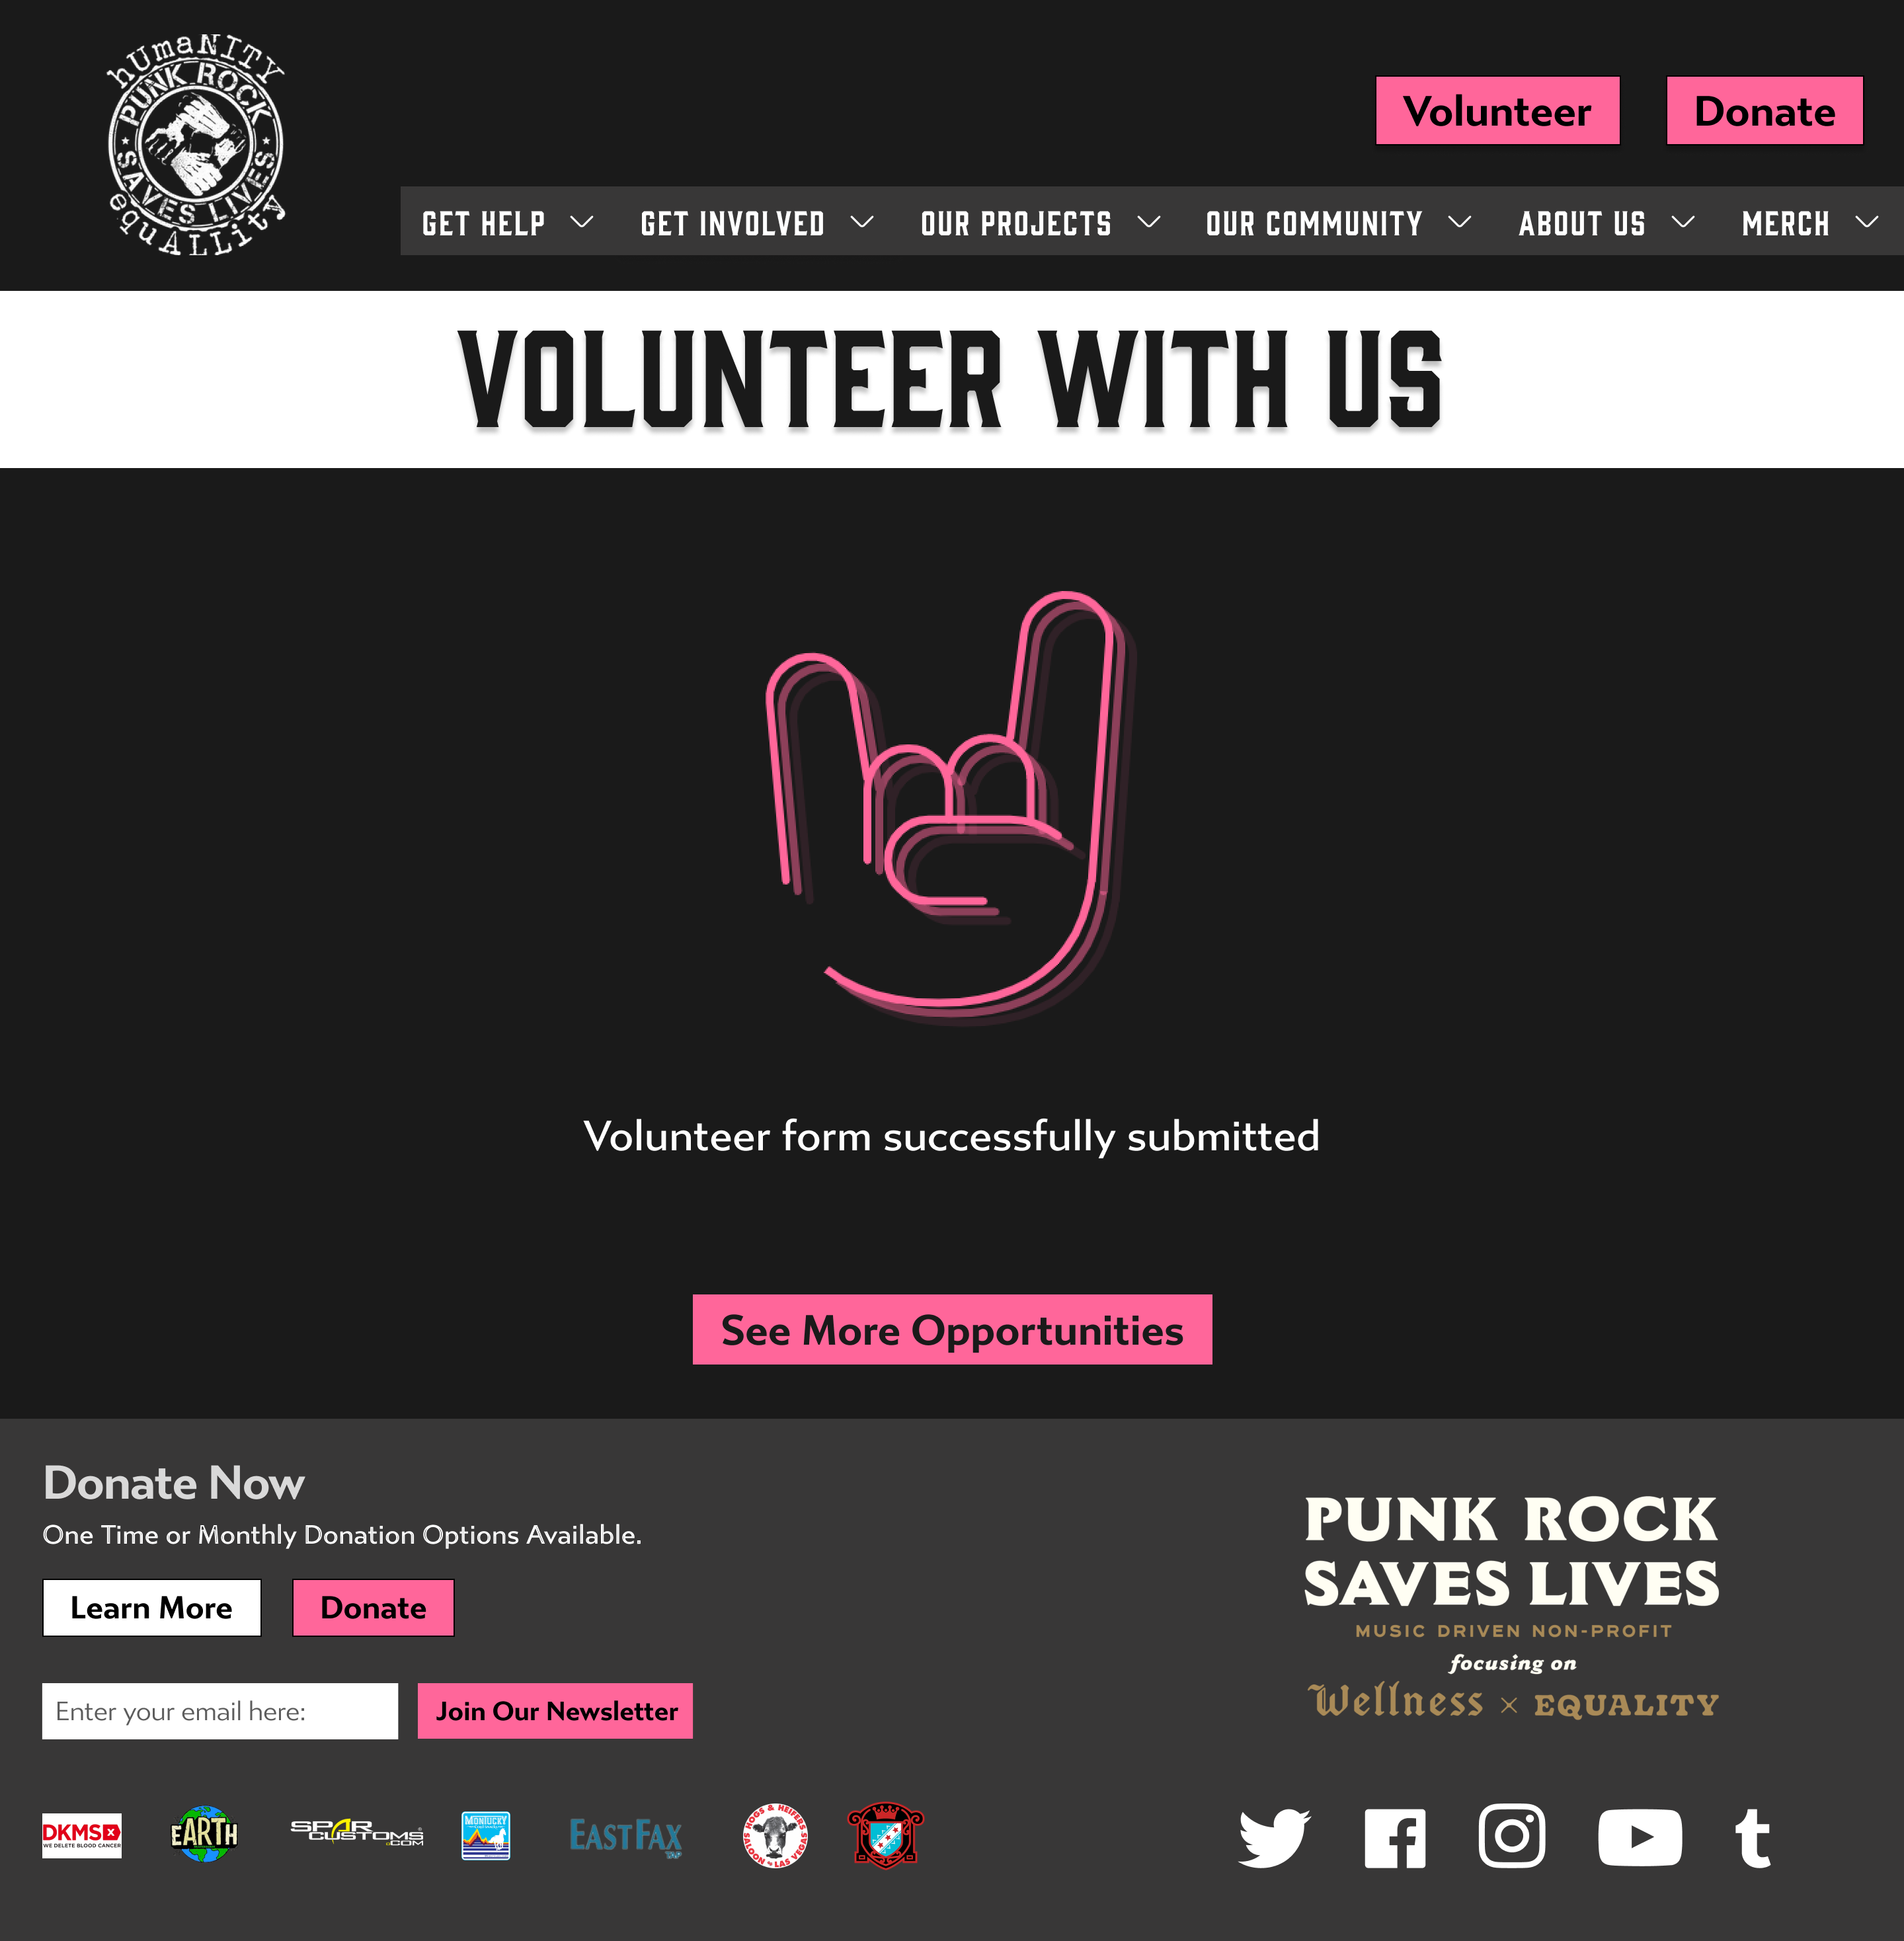 humaNITY
PUNK ROCK
SAVES LIVES
equALLity
Volunteer
Donate
GET HELP
GET INVOLVED
OUR PROJECTS
OUR COMMUNITY
ABOUT US
MERCH
VOLUNTEER WITH US
Volunteer form successfully submitted
See More Opportunities
Donate Now
One Time or Monthly Donation Options Available.
Learn More
Donate
Enter your email here:
Join Our Newsletter
PUNK ROCK
SAVES LIVES
MUSIC DRIVEN NON-PROFIT
focusing on
Wellness × EQUALITY
DKMS
WE DELETE BLOOD CANCER
EARTH
SPAR
CUSTOMS
.COM
MONTUCKY
EASTFAX
TAP
HOGS & HEIFERS
SALOON LAS VEGAS